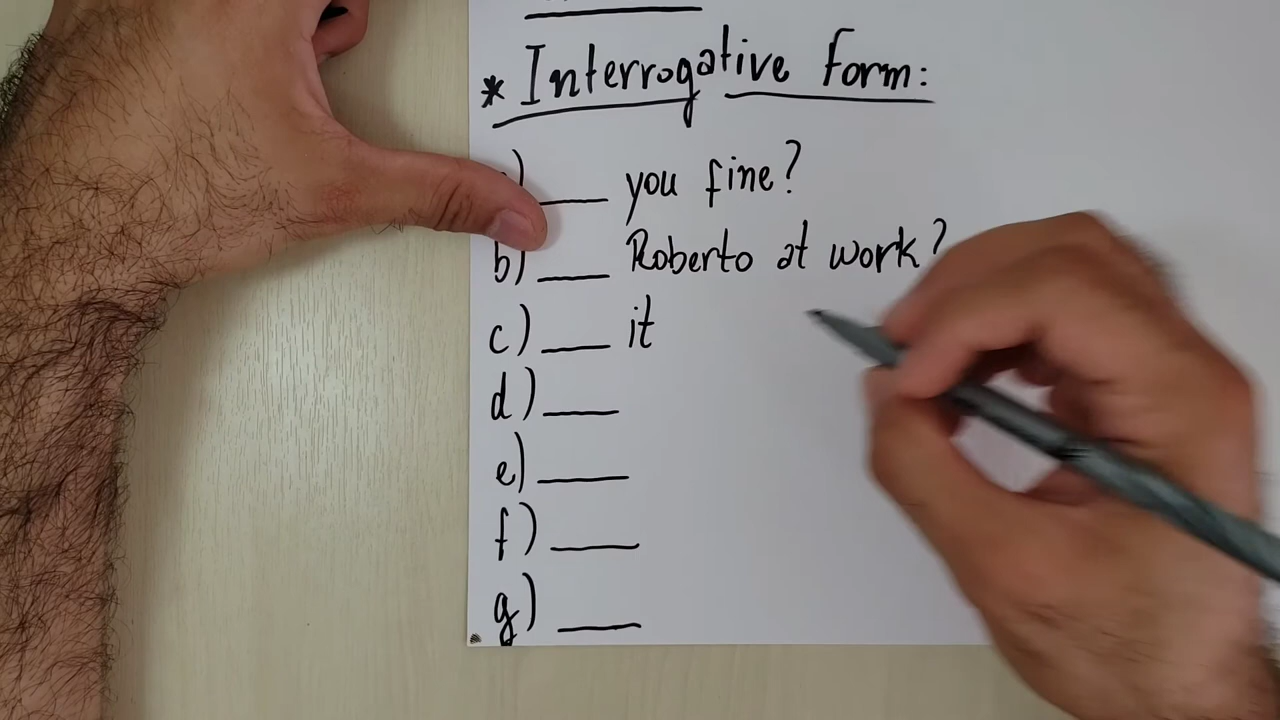 * Interrogative form:
) ___ you fine?
b) ___ Roberto at work?
c) ___ it
d) ___
e) ___
f) ___
g) ___